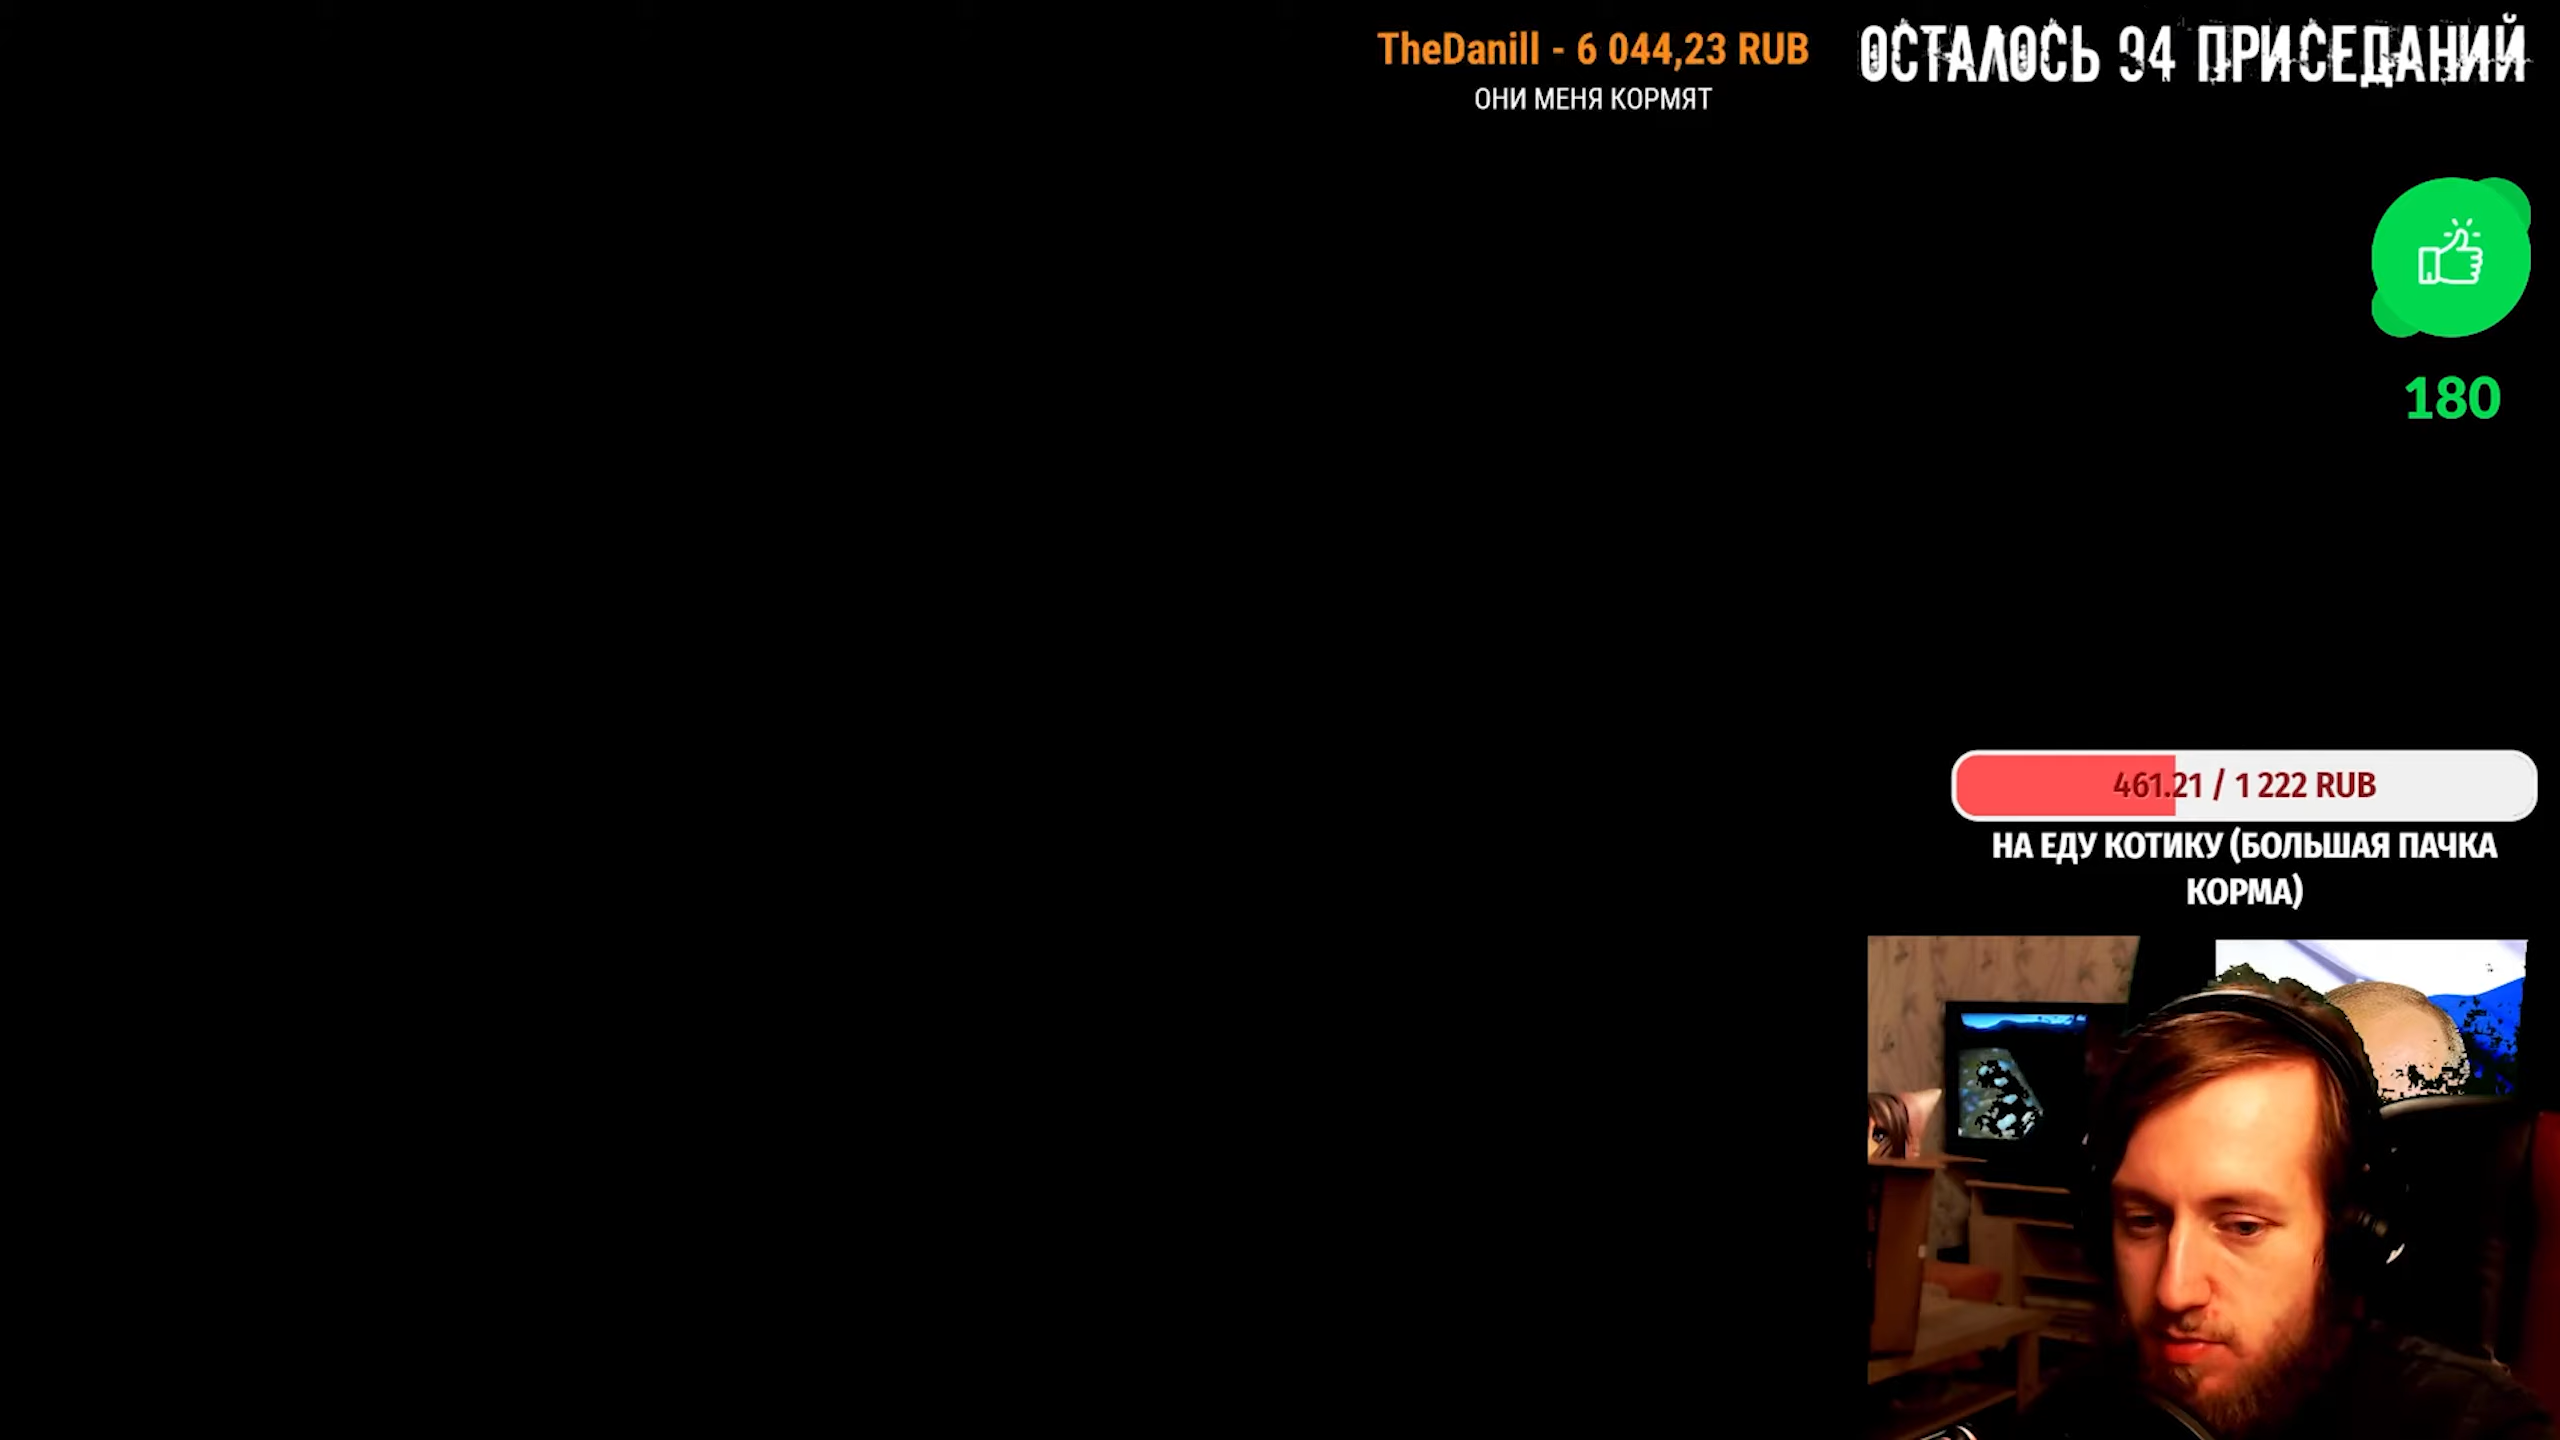 TheDanill - 6 044,23 RUB
ОНИ МЕНЯ КОРМЯТ
ОСТАЛОСЬ 94 ПРИСЕДАНИЙ
180
461.21 / 1 222 RUB
НА ЕДУ КОТИКУ (БОЛЬШАЯ ПАЧКА
КОРМА)